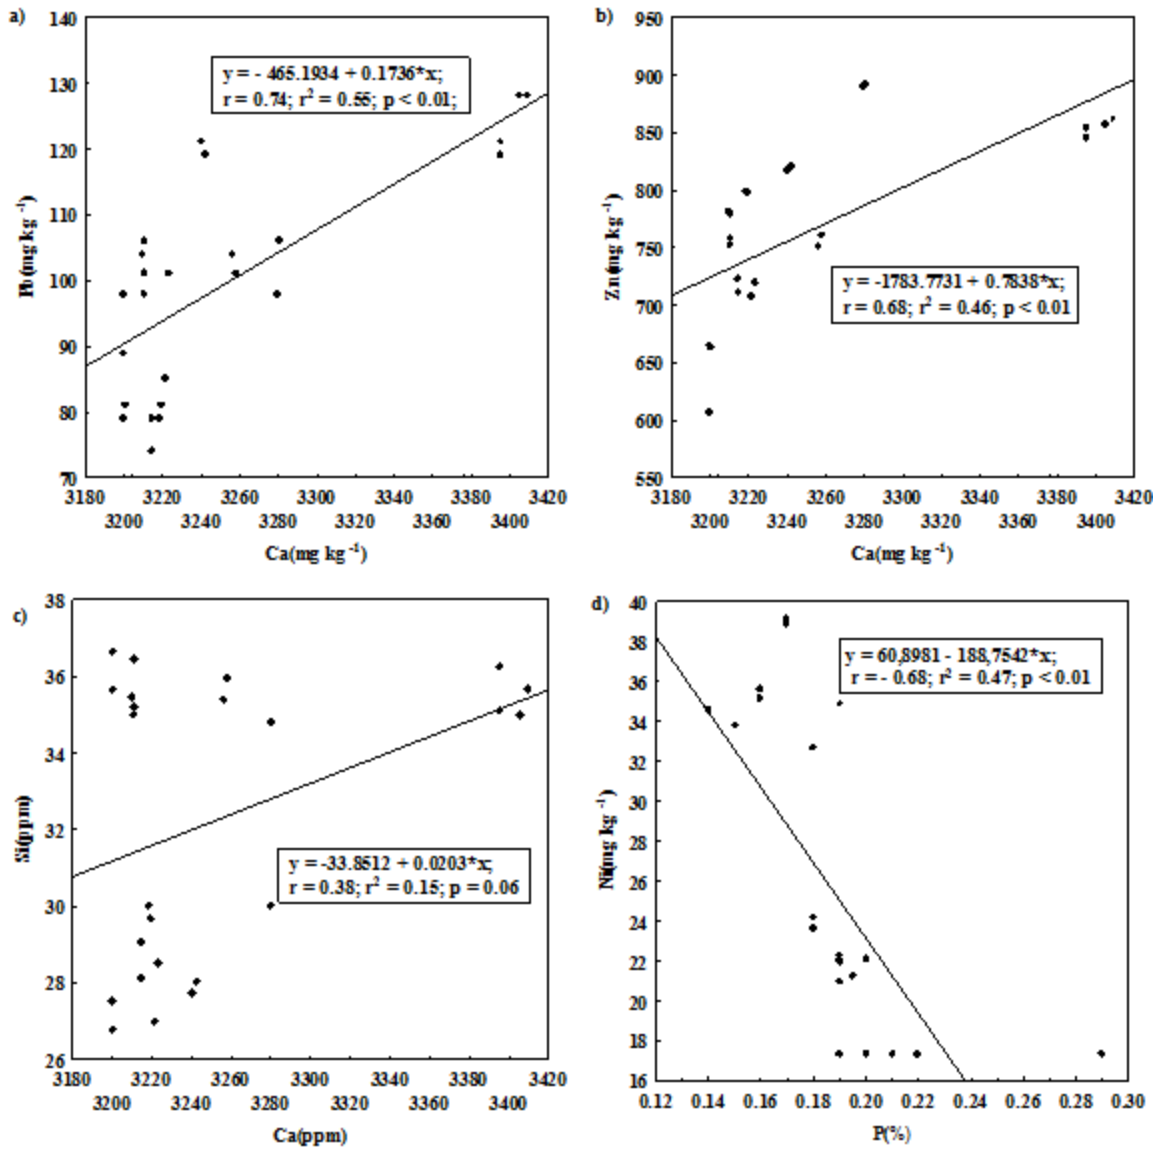 a)
140
130
120
110
100
90
80
70
Pb(mg kg⁻¹)
y = - 465.1934 + 0.1736*x;
r = 0.74; r² = 0.55; p < 0.01;
3180 3220 3260 3300 3340 3380 3420
3200 3240 3280 3320 3360 3400
Ca(mg kg⁻¹)
b)
950
900
850
800
750
700
650
600
550
Zn(mg kg⁻¹)
y = -1783.7731 + 0.7838*x;
r = 0.68; r² = 0.46; p < 0.01
3180 3220 3260 3300 3340 3380 3420
3200 3240 3280 3320 3360 3400
Ca(mg kg⁻¹)
c)
38
36
34
32
30
28
26
Si(ppm)
y = -33.8512 + 0.0203*x;
r = 0.38; r² = 0.15; p = 0.06
3180 3220 3260 3300 3340 3380 3420
3200 3240 3280 3320 3360 3400
Ca(ppm)
d)
40
38
36
34
32
30
28
26
24
22
20
18
16
Ni(mg kg⁻¹)
y = 60,8981 - 188,7542*x;
r = - 0.68; r² = 0.47; p < 0.01
0.12 0.14 0.16 0.18 0.20 0.22 0.24 0.26 0.28 0.30
P(%)